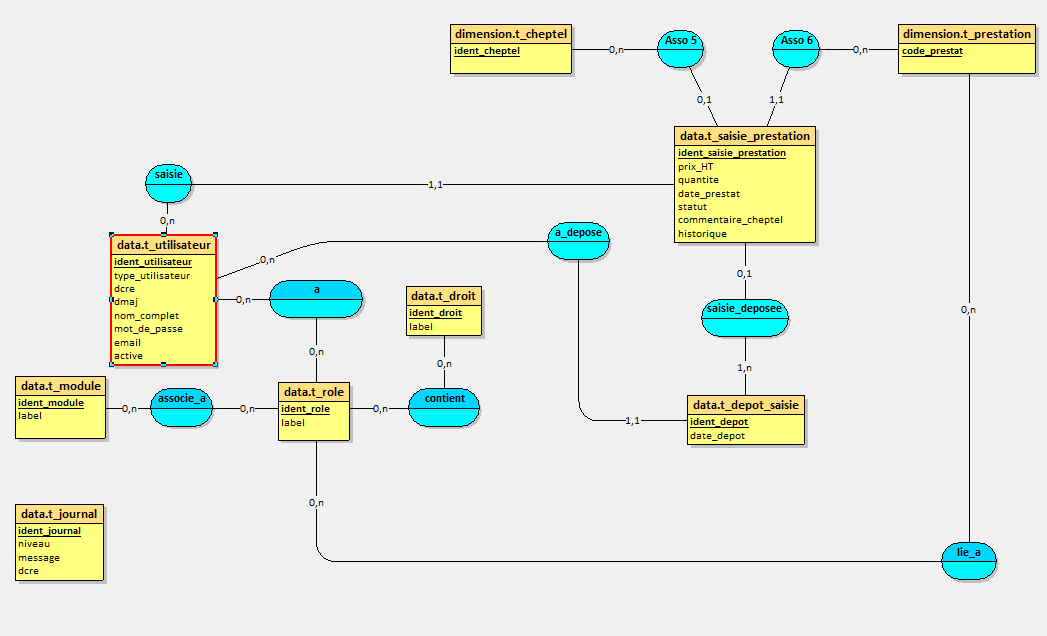 dimension.t_cheptel
ident_cheptel
0,n
Asso 5
0,1
Asso 6
1,1
0,n
dimension.t_prestation
code_prestat
data.t_saisie_prestation
ident_saisie_prestation
prix_HT
quantite
date_prestat
statut
commentaire_cheptel
historique
saisie
1,1
0,n
data.t_utilisateur
ident_utilisateur
type_utilisateur
dcre
dmaj
nom_complet
mot_de_passe
email
active
0,n
a_depose
1,1
0,n
a
0,n
data.t_droit
ident_droit
label
0,n
0,1
saisie_deposee
1,n
0,n
data.t_module
ident_module
label
0,n
associe_a
0,n
data.t_role
ident_role
label
0,n
contient
data.t_depot_saisie
ident_depot
date_depot
0,n
data.t_journal
ident_journal
niveau
message
dcre
lie_a